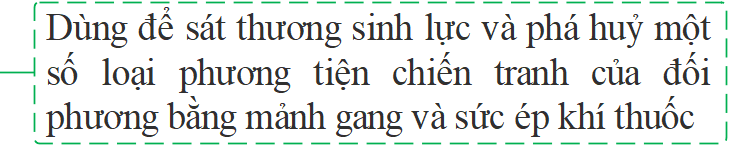 Dùng để sát thương sinh lực và phá huỷ một
số loại phương tiện chiến tranh của đối
phương bằng mảnh gang và sức ép khí thuốc